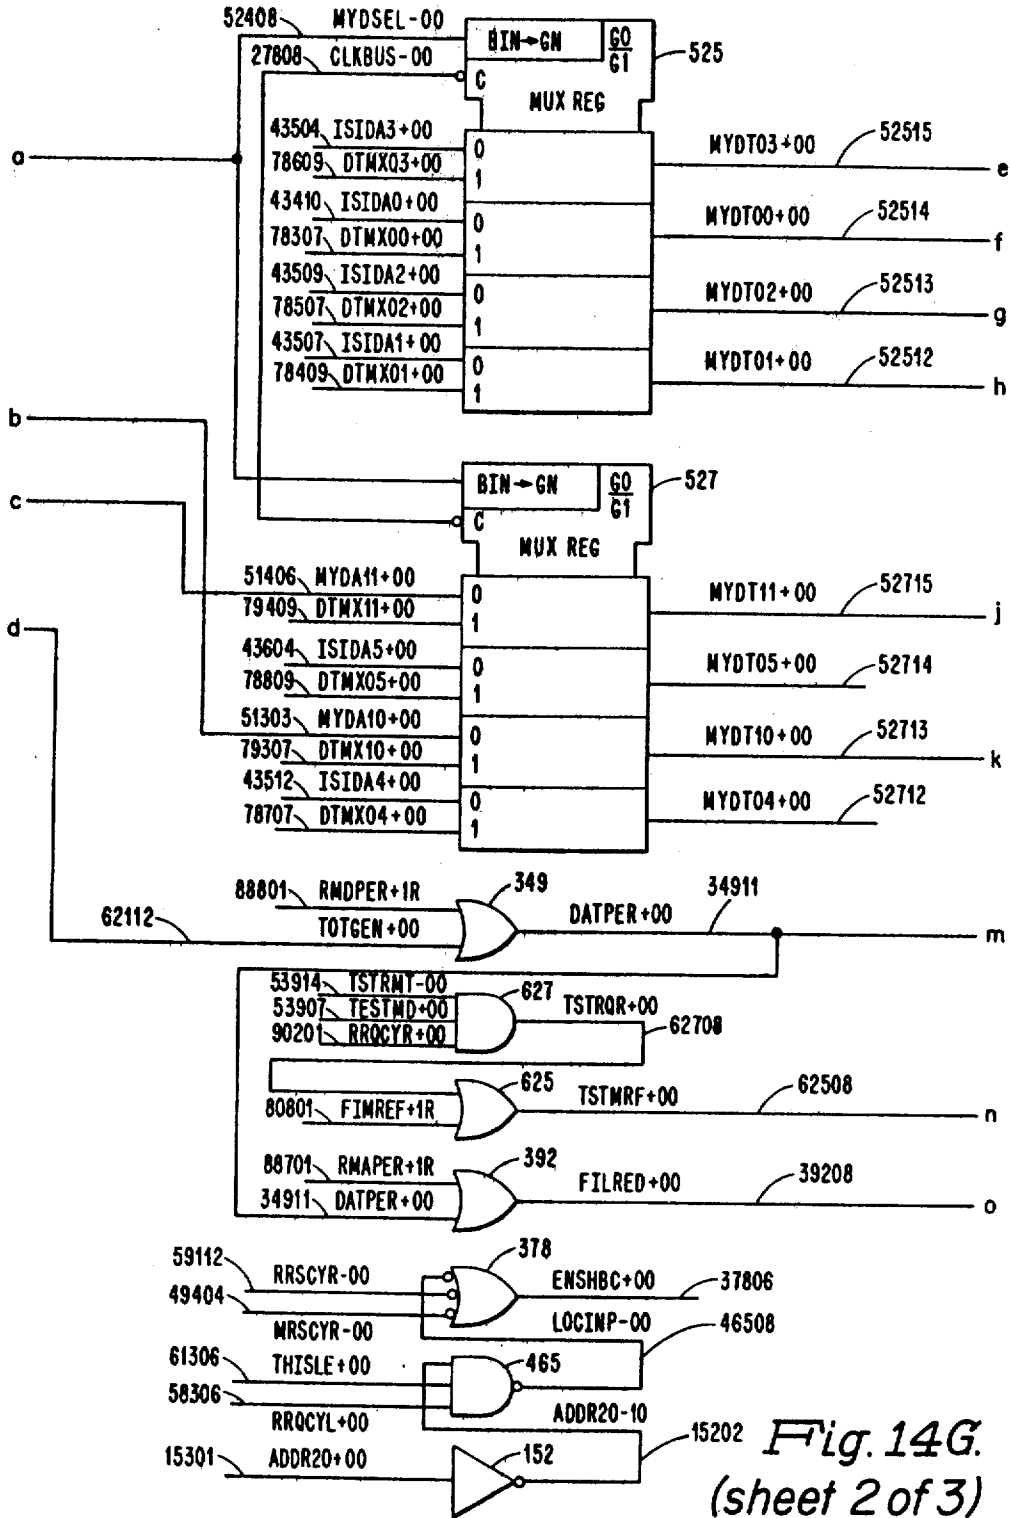 52408 MYDSEL-00
BIN→GN G0
G1
525
27808 CLKBUS-00
C
MUX REG
43504 ISIDA3+00
0
MYDT03+00 52515
a
e
78609 DTMX03+00
1
43410 ISIDA0+00
0
MYDT00+00 52514
f
78307 DTMX00+00
1
43509 ISIDA2+00
0
MYDT02+00 52513
g
78507 DTMX02+00
1
43507 ISIDA1+00
0
MYDT01+00 52512
h
78409 DTMX01+00
1
b
BIN→GN G0
G1
527
c
C
MUX REG
51406 MYDA11+00
0
MYDT11+00 52715
j
79409 DTMX11+00
1
d
43604 ISIDA5+00
0
MYDT05+00 52714
78809 DTMX05+00
1
51303 MYDA10+00
0
MYDT10+00 52713
k
79307 DTMX10+00
1
43512 ISIDA4+00
0
MYDT04+00 52712
78707 DTMX04+00
1
88801 RMDPER+1R
349
DATPER+00 34911
m
62112 TOTGEN+00
53914 TSTRMT-00
627
TSTRQR+00
53907 TESTMD+00
62708
90201 RRQCYR+00
625
TSTMRF+00 62508
n
80801 FIMREF+1R
88701 RMAPER+1R
392
FILRED+00 39208
o
34911 DATPER+00
378
59112 RRSCYR-00
ENSHBC+00 37806
49404
MRSCYR-00
LOCINP-00 46508
61306 THISLE+00
465
58306
RRQCYL+00
ADDR20-10
15202
15301 ADDR20+00
152
Fig. 14G.
(sheet 2 of 3)